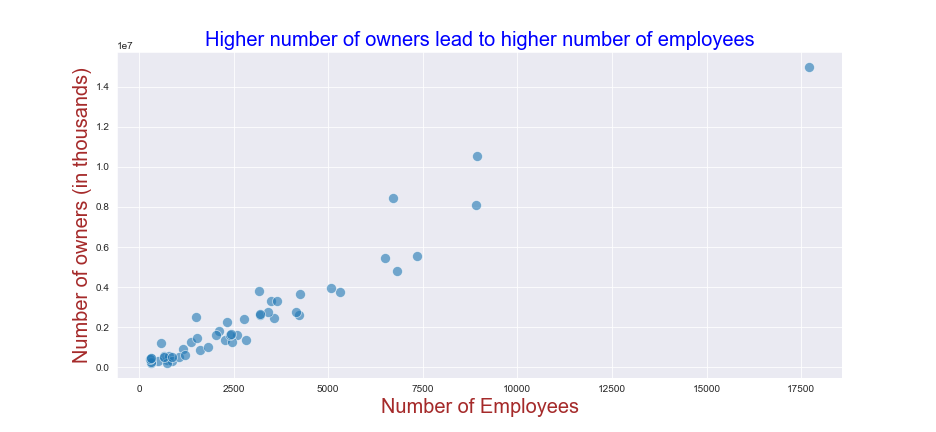 Higher number of owners lead to higher number of employees
1e7
1.4
1.2
1.0
0.8
0.6
0.4
0.2
0.0
Number of owners (in thousands)
0 2500 5000 7500 10000 12500 15000 17500
Number of Employees